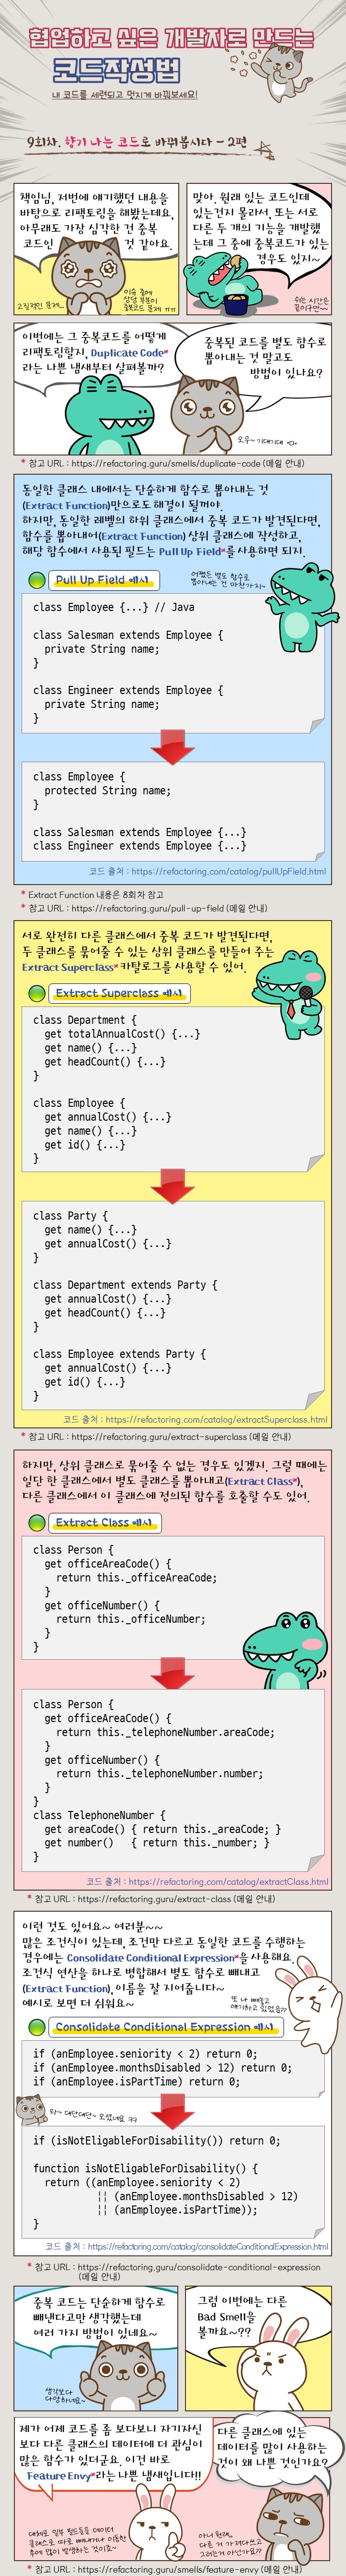 협업하고 싶은 개발자로 만드는
코드작성법
내 코드를 세련되고 멋지게 바꿔보세요!
9회차. 향기 나는 코드로 바꿔봅시다 - 2편
책임님, 저번에 얘기했던 내용을
바탕으로 리팩토링을 해봤는데요,
아무래도 가장 심각한 건 중복
코드인 것 같아요.
고질적인 문제...
이슈 중에
상당 부분이
중복코드 문제 ㅠㅠ
맞아. 원래 있는 코드인데
있는건지 몰라서, 또는 서로
다른 두 개의 기능을 개발했
는데 그 중에 중복코드가 있는
경우도 있지~
쉬는 시간은
끝이구만~~
이번에는 그 중복코드를 어떻게
리팩토링할지, Duplicate Code*
라는 나쁜 냄새부터 살펴볼까?
중복된 코드를 별도 함수로
뽑아내는 것 말고도
방법이 있나요?
오우~ 기대기대
* 참고 URL : https://refactoring.guru/smells/duplicate-code (메일 안내)
동일한 클래스 내에서는 단순하게 함수로 뽑아내는 것
(Extract Function)만으로도 해결이 될꺼야.
하지만, 동일한 레벨의 하위 클래스에서 중복 코드가 발견된다면,
함수를 뽑아내어(Extract Function) 상위 클래스에 작성하고,
해당 함수에서 사용된 필드는 Pull Up Field*을 사용하면 되지.
Pull Up Field 예시
어쨌든 별도 함수로
뽑아내는 건 마찬가지~
class Employee {...} // Java
class Salesman extends Employee {
private String name;
}
class Engineer extends Employee {
private String name;
}
class Employee {
protected String name;
}
class Salesman extends Employee {...}
class Engineer extends Employee {...}
코드 출처 : https://refactoring.com/catalog/pullUpField.html
* Extract Function 내용은 8회차 참고
* 참고 URL : https://refactoring.guru/pull-up-field (메일 안내)
서로 완전히 다른 클래스에서 중복 코드가 발견된다면,
두 클래스를 묶어줄 수 있는 상위 클래스를 만들어 주는
Extract Superclass*카탈로그를 사용할 수 있어.
Extract Superclass 예시
class Department {
get totalAnnualCost() {...}
get name() {...}
get headCount() {...}
}
class Employee {
get annualCost() {...}
get name() {...}
get id() {...}
}
class Party {
get name() {...}
get annualCost() {...}
}
class Department extends Party {
get annualCost() {...}
get headCount() {...}
}
class Employee extends Party {
get annualCost() {...}
get id() {...}
}
코드 출처 : https://refactoring.com/catalog/extractSuperclass.html
* 참고 URL : https://refactoring.guru/extract-superclass (메일 안내)
하지만, 상위 클래스로 묶어줄 수 없는 경우도 있겠지. 그럴 때에는
일단 한 클래스에서 별도 클래스를 뽑아내고(Extract Class*),
다른 클래스에서 이 클래스에 정의된 함수를 호출할 수도 있어.
Extract Class 예시
class Person {
get officeAreaCode() {
return this._officeAreaCode;
}
get officeNumber() {
return this._officeNumber;
}
}
class Person {
get officeAreaCode() {
return this._telephoneNumber.areaCode;
}
get officeNumber() {
return this._telephoneNumber.number;
}
}
class TelephoneNumber {
get areaCode() { return this._areaCode; }
get number() { return this._number; }
}
코드 출처 : https://refactoring.com/catalog/extractClass.html
* 참고 URL : https://refactoring.guru/extract-class (메일 안내)
이런 것도 있어요~ 여러분~~
많은 조건식이 있는데, 조건만 다르고 동일한 코드를 수행하는
경우에는 Consolidate Conditional Expression*을 사용해요.
조건식 연산을 하나로 병합해서 별도 함수로 빼내고
(Extract Function), 이름을 잘 지어줍니다~
예시로 보면 더 쉬워요~
또 나 빼놓고
얘기하고 있었음??
Consolidate Conditional Expression 예시
if (anEmployee.seniority < 2) return 0;
if (anEmployee.monthsDisabled > 12) return 0;
if (anEmployee.isPartTime) return 0;
와~ 대단대단~ 오셨네요 ㅋㅋ
if (isNotEligableForDisability()) return 0;
function isNotEligableForDisability() {
return ((anEmployee.seniority < 2)
|| (anEmployee.monthsDisabled > 12)
|| (anEmployee.isPartTime));
}
코드 출처 : https://refactoring.com/catalog/consolidateConditionalExpression.html
* 참고 URL : https://refactoring.guru/consolidate-conditional-expression
(메일 안내)
중복 코드는 단순하게 함수로
빼낸다고만 생각했는데
여러 가지 방법이 있네요~
생각보다
다양하네요~
그럼 이번에는 다른
Bad Smell을
볼까요~??
제가 어제 코드를 좀 보다보니 자기자신
보다 다른 클래스의 데이터에 더 관심이
많은 함수가 있더군요. 이건 바로
Feature Envy*라는 나쁜 냄새입니다!!
대체로 일부 필드들을 데이터
클래스로 따로 빼내거나 이동한
후에 많이 발생하는 것이죠~
다른 클래스에 있는
데이터를 많이 사용하는
것이 왜 나쁜 것인가요?
아니 원래..
다른 거 가져다쓰고
그러는거 아닌가요??
* 참고 URL : https://refactoring.guru/smells/feature-envy (메일 안내)